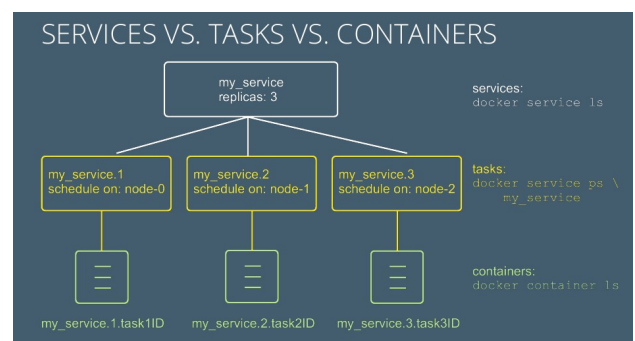 SERVICES VS. TASKS VS. CONTAINERS
my_service
replicas: 3
services:
docker service ls
my_service.1
schedule on: node-0
my_service.2
schedule on: node-1
my_service.3
schedule on: node-2
tasks:
docker service ps \
my_service
containers:
docker container ls
my_service.1.task1ID
my_service.2.task2ID
my_service.3.task3ID